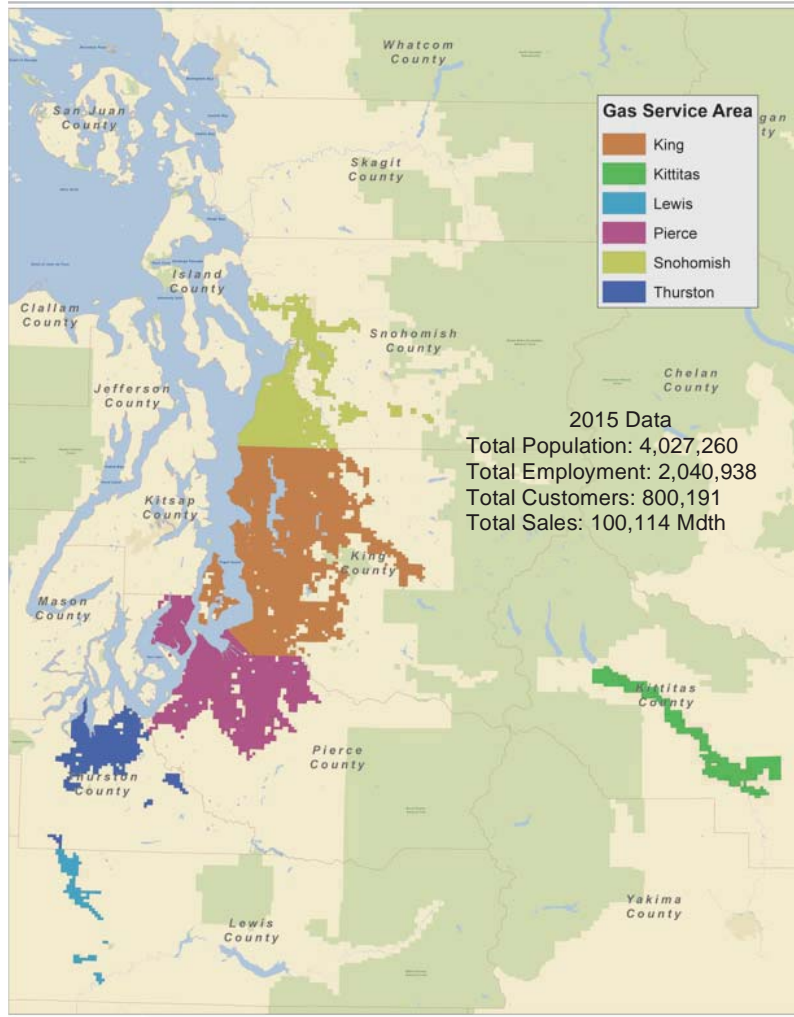 Whatcom
County
San Juan
County
Gas Service Area
King
Kittitas
Lewis
Pierce
Snohomish
Thurston
gan
ty
Skagit
County
Island
County
Clallam
County
Snohomish
County
Jefferson
County
Chelan
County
2015 Data
Total Population: 4,027,260
Total Employment: 2,040,938
Total Customers: 800,191
Total Sales: 100,114 Mdth
Kitsap
County
King
County
Mason
County
Kittitas
County
Pierce
County
Thurston
County
Yakima
County
Lewis
County